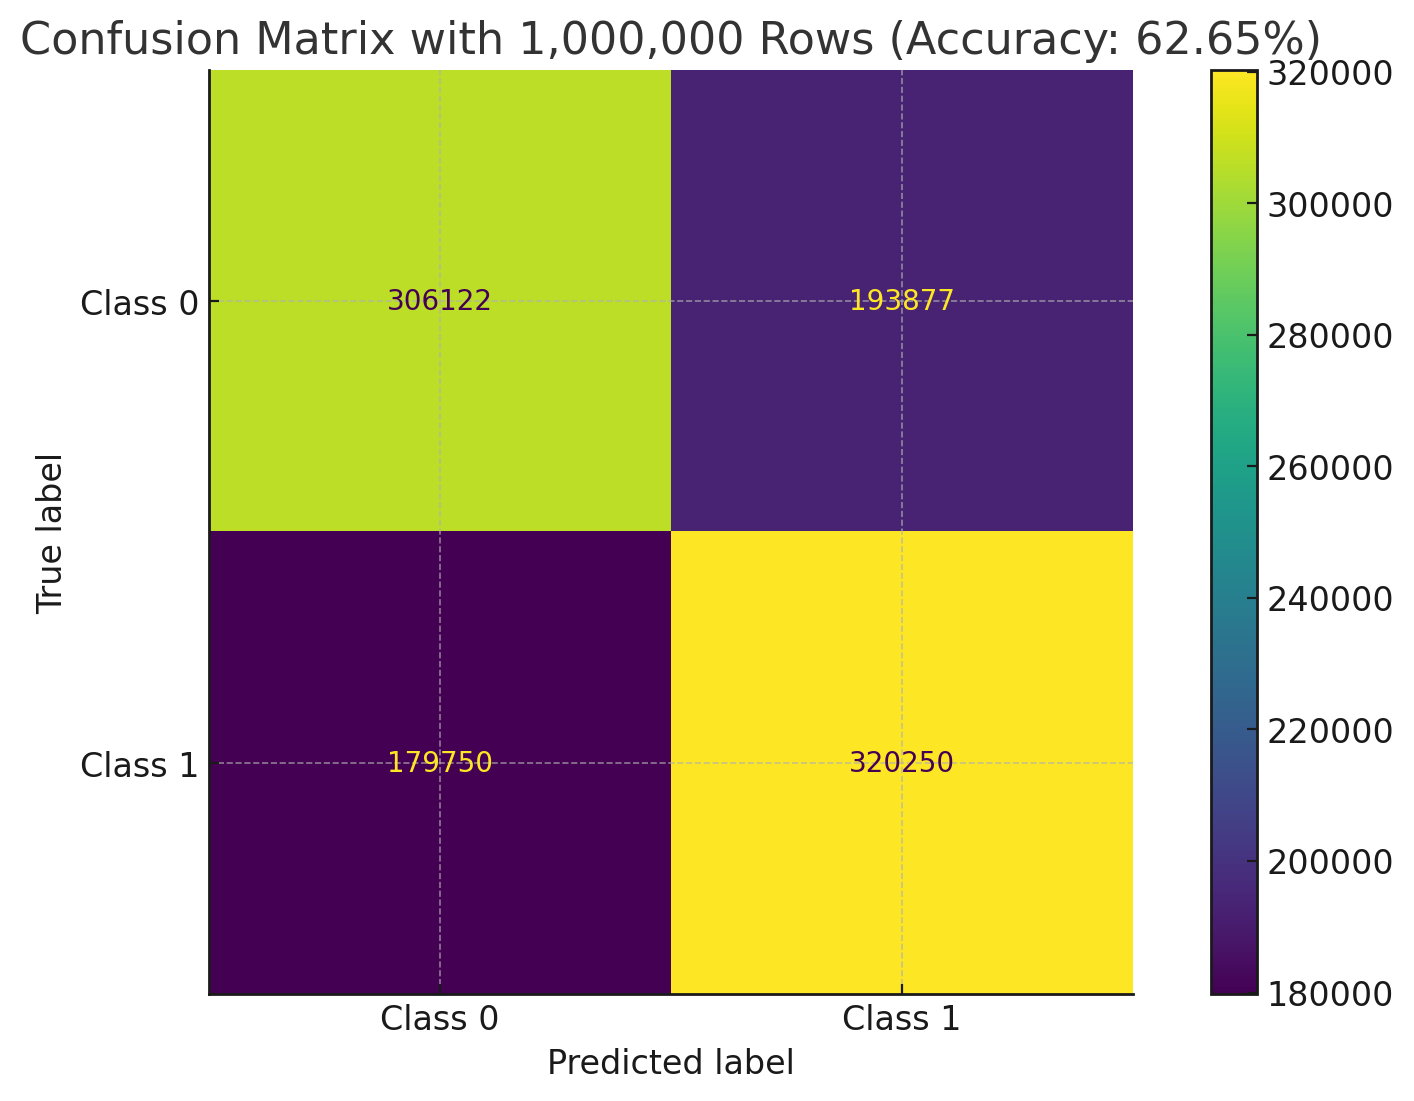 Confusion Matrix with 1,000,000 Rows (Accuracy: 62.65%)
320000
300000
280000
260000
240000
220000
200000
180000
True label
Class 0
306122
193877
Class 1
179750
320250
Class 0
Class 1
Predicted label